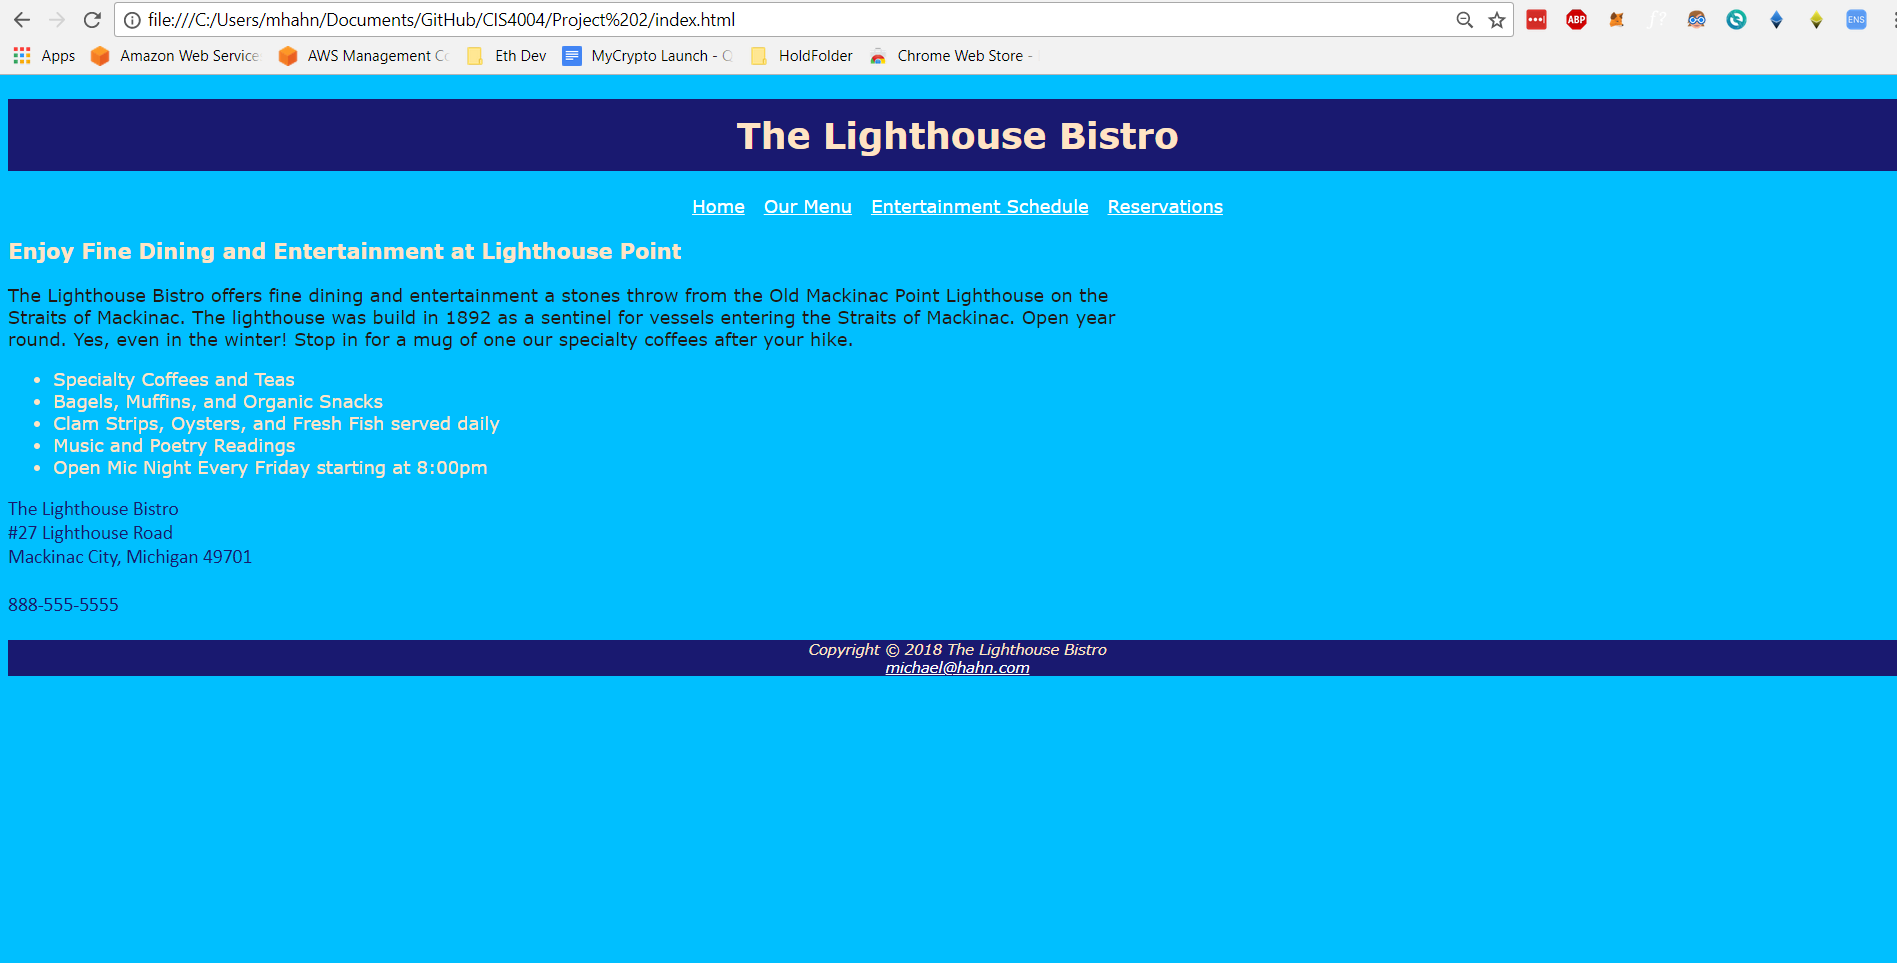 file:///C:/Users/mhahn/Documents/GitHub/CIS4004/Project%202/index.html
ABP
f?
ENS
Apps Amazon Web Service AWS Management Co Eth Dev MyCrypto Launch - Q HoldFolder Chrome Web Store -
The Lighthouse Bistro
Home Our Menu Entertainment Schedule Reservations
Enjoy Fine Dining and Entertainment at Lighthouse Point
The Lighthouse Bistro offers fine dining and entertainment a stones throw from the Old Mackinac Point Lighthouse on the
Straits of Mackinac. The lighthouse was build in 1892 as a sentinel for vessels entering the Straits of Mackinac. Open year
round. Yes, even in the winter! Stop in for a mug of one our specialty coffees after your hike.
• Specialty Coffees and Teas
• Bagels, Muffins, and Organic Snacks
• Clam Strips, Oysters, and Fresh Fish served daily
• Music and Poetry Readings
• Open Mic Night Every Friday starting at 8:00pm
The Lighthouse Bistro
#27 Lighthouse Road
Mackinac City, Michigan 49701
888-555-5555
Copyright © 2018 The Lighthouse Bistro
michael@hahn.com